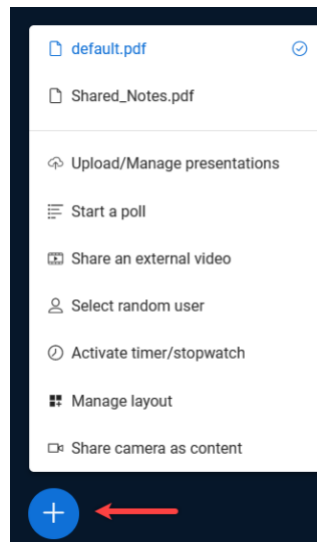 default.pdf
Shared_Notes.pdf
Upload/Manage presentations
Start a poll
Share an external video
Select random user
Activate timer/stopwatch
Manage layout
Share camera as content